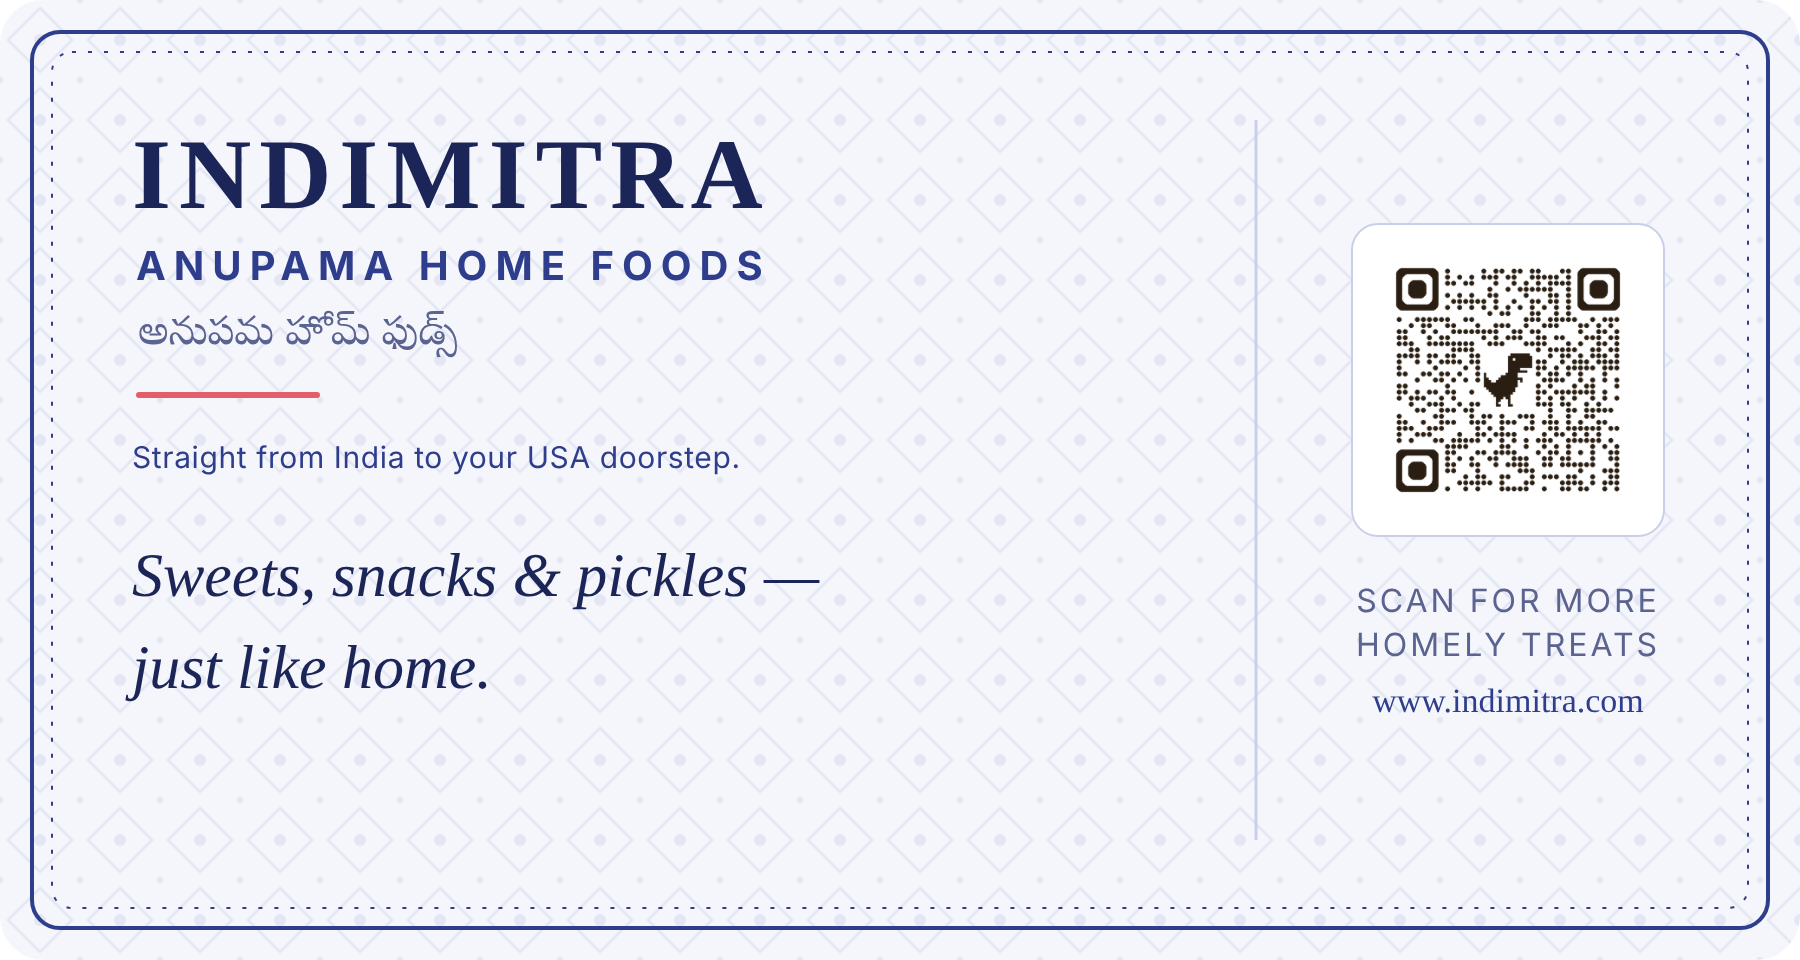 INDIMITRA
ANUPAMA HOME FOODS
అనుపమ హోమ్ ఫుడ్స్
Straight from India to your USA doorstep.
Sweets, snacks & pickles —
just like home.
SCAN FOR MORE
HOMELY TREATS
www.indimitra.com